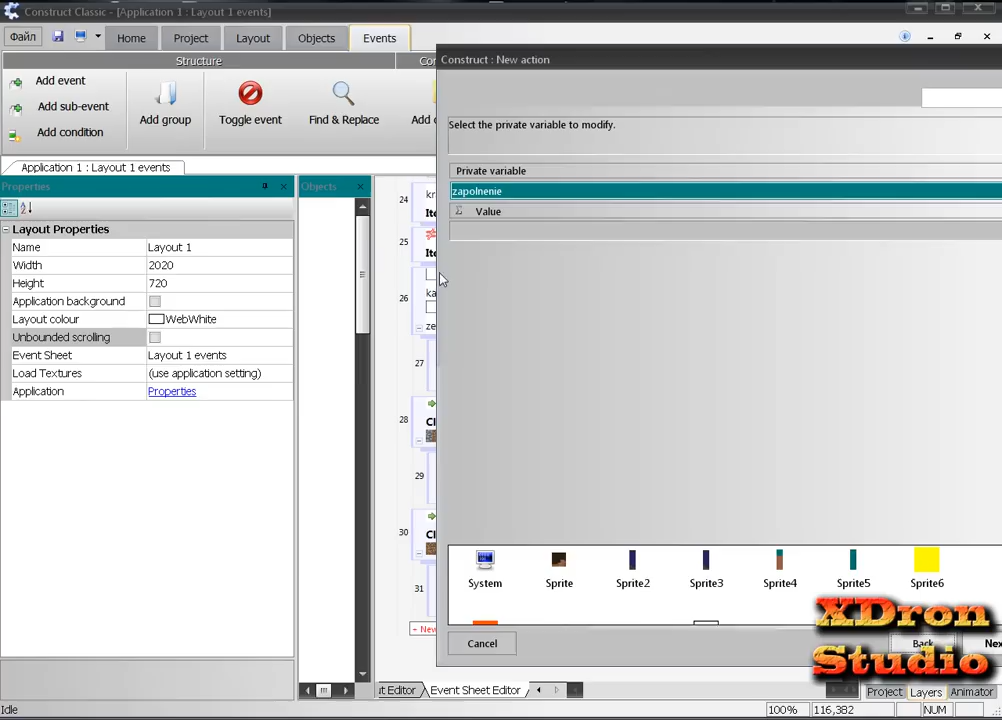 Construct Classic - [Application 1 : Layout 1 events]
Файл
Home
Project
Layout
Objects
Events
Structure
Add event
Add sub-event
Add condition
Add group
Toggle event
Find & Replace
Application 1 : Layout 1 events
Properties
Objects
Layout Properties
Name Layout 1
Width 2020
Height 720
Application background
Layout colour WebWhite
Unbounded scrolling
Event Sheet Layout 1 events
Load Textures (use application setting)
Application Properties
24
25
26
27
28
29
30
31
Construct : New action
Select the private variable to modify.
Private variable
zapolnenie
Value
System
Sprite
Sprite2
Sprite3
Sprite4
Sprite5
Sprite6
Cancel
Back
XDron
Studio
Event Sheet Editor
Project
Layers
Animator
Idle
100%
116,382
NUM